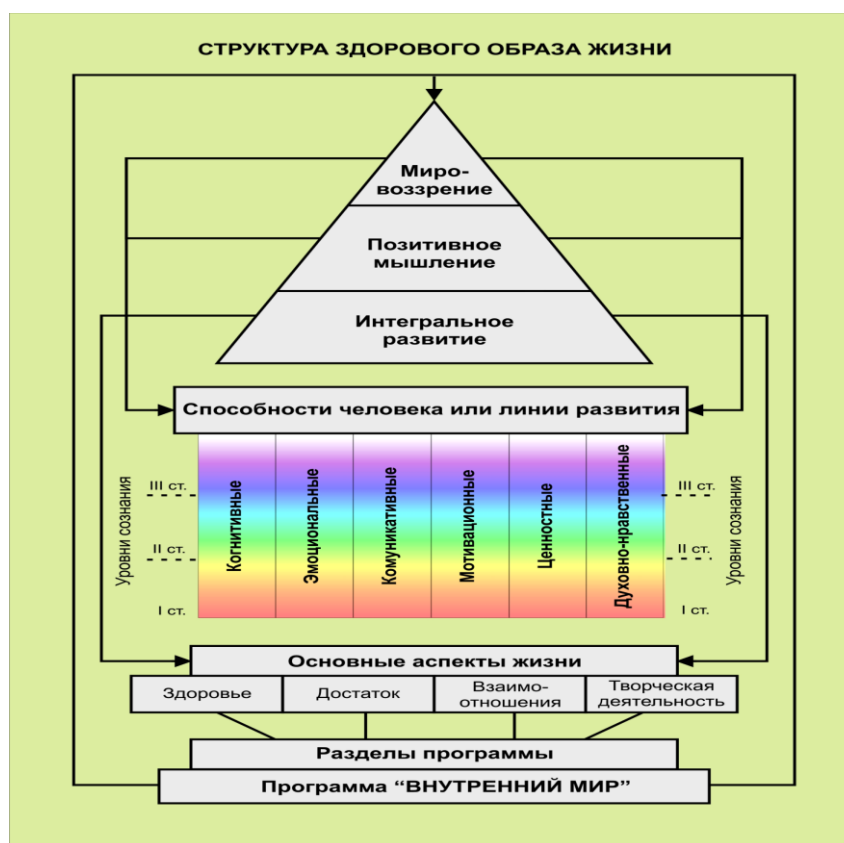 СТРУКТУРА ЗДОРОВОГО ОБРАЗА ЖИЗНИ
Миро-
воззрение
Позитивное
мышление
Интегральное
развитие
Способности человека или линии развития
Уровни сознания
III ст.
II ст.
I ст.
Когнитивные
Эмоциональные
Комуникативные
Мотивационные
Ценностные
Духовно-нравственные
III ст.
II ст.
I ст.
Уровни сознания
Основные аспекты жизни
Здоровье
Достаток
Взаимо-
отношения
Творческая
деятельность
Разделы программы
Программа “ВНУТРЕННИЙ МИР”